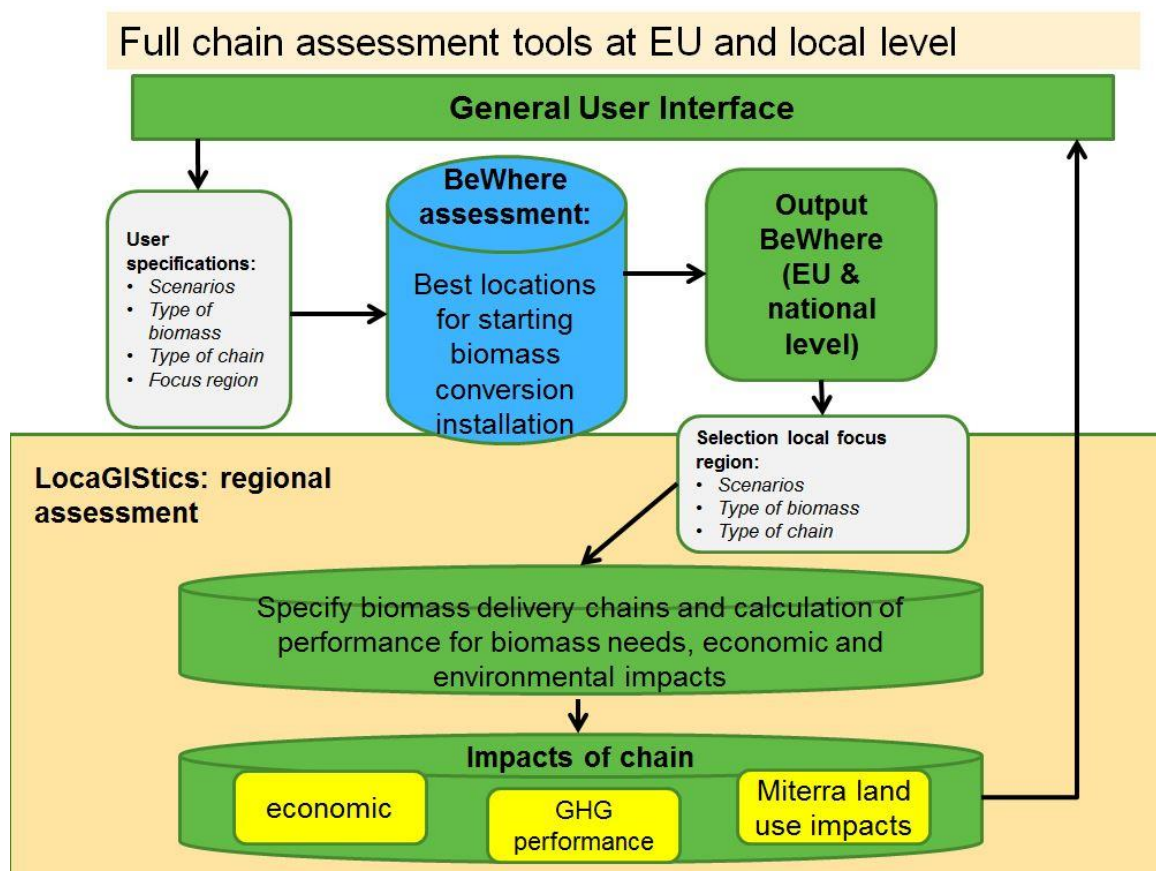 Full chain assessment tools at EU and local level
General User Interface
User
specifications:
• Scenarios
• Type of
biomass
• Type of chain
• Focus region
BeWhere
assessment:
Best locations
for starting
biomass
conversion
installation
Output
BeWhere
(EU &
national
level)
Selection local focus
region:
• Scenarios
• Type of biomass
• Type of chain
LocaGIStics: regional
assessment
Specify biomass delivery chains and calculation of
performance for biomass needs, economic and
environmental impacts
Impacts of chain
economic
GHG
performance
Miterra land
use impacts